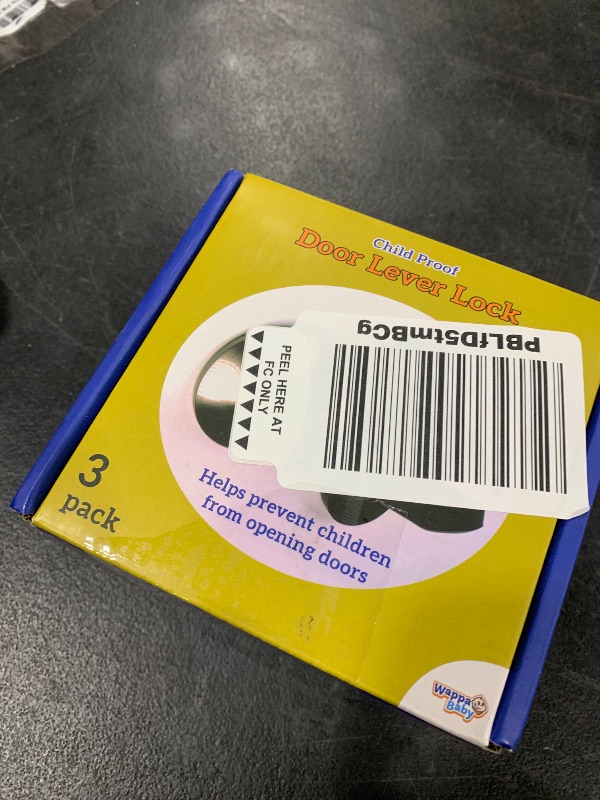 Child Proof
Door Lever Lock
PBLfD5tmBCg
PEEL HERE AT
FC ONLY
3
pack
Helps prevent children
from opening doors
Wappa
Baby